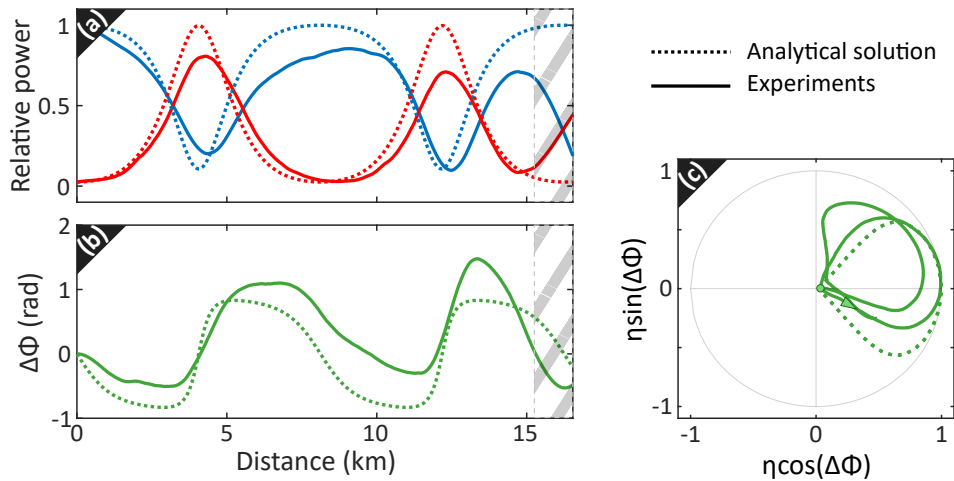 (a)
Relative power
1
0.5
0
Analytical solution
Experiments
(b)
ΔΦ (rad)
2
1
0
-1
0
5
10
15
Distance (km)
(c)
ηsin(ΔΦ)
1
0
-1
-1
0
1
ηcos(ΔΦ)